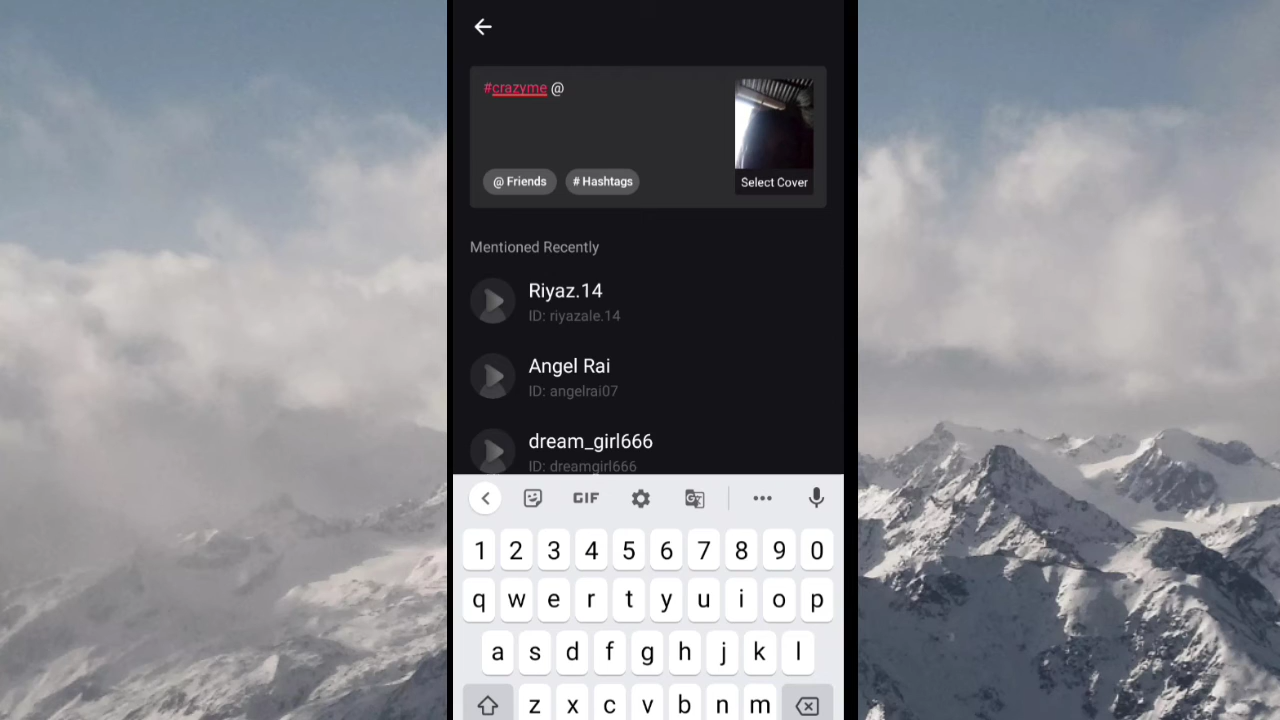 #crazyme @
@ Friends # Hashtags
Select Cover
Mentioned Recently
Riyaz.14
ID: riyazale.14
Angel Rai
ID: angelrai07
dream_girl666
ID: dreamgirl666
GIF
1 2 3 4 5 6 7 8 9 0
q w e r t y u i o p
a s d f g h j k l
z x c v b n m